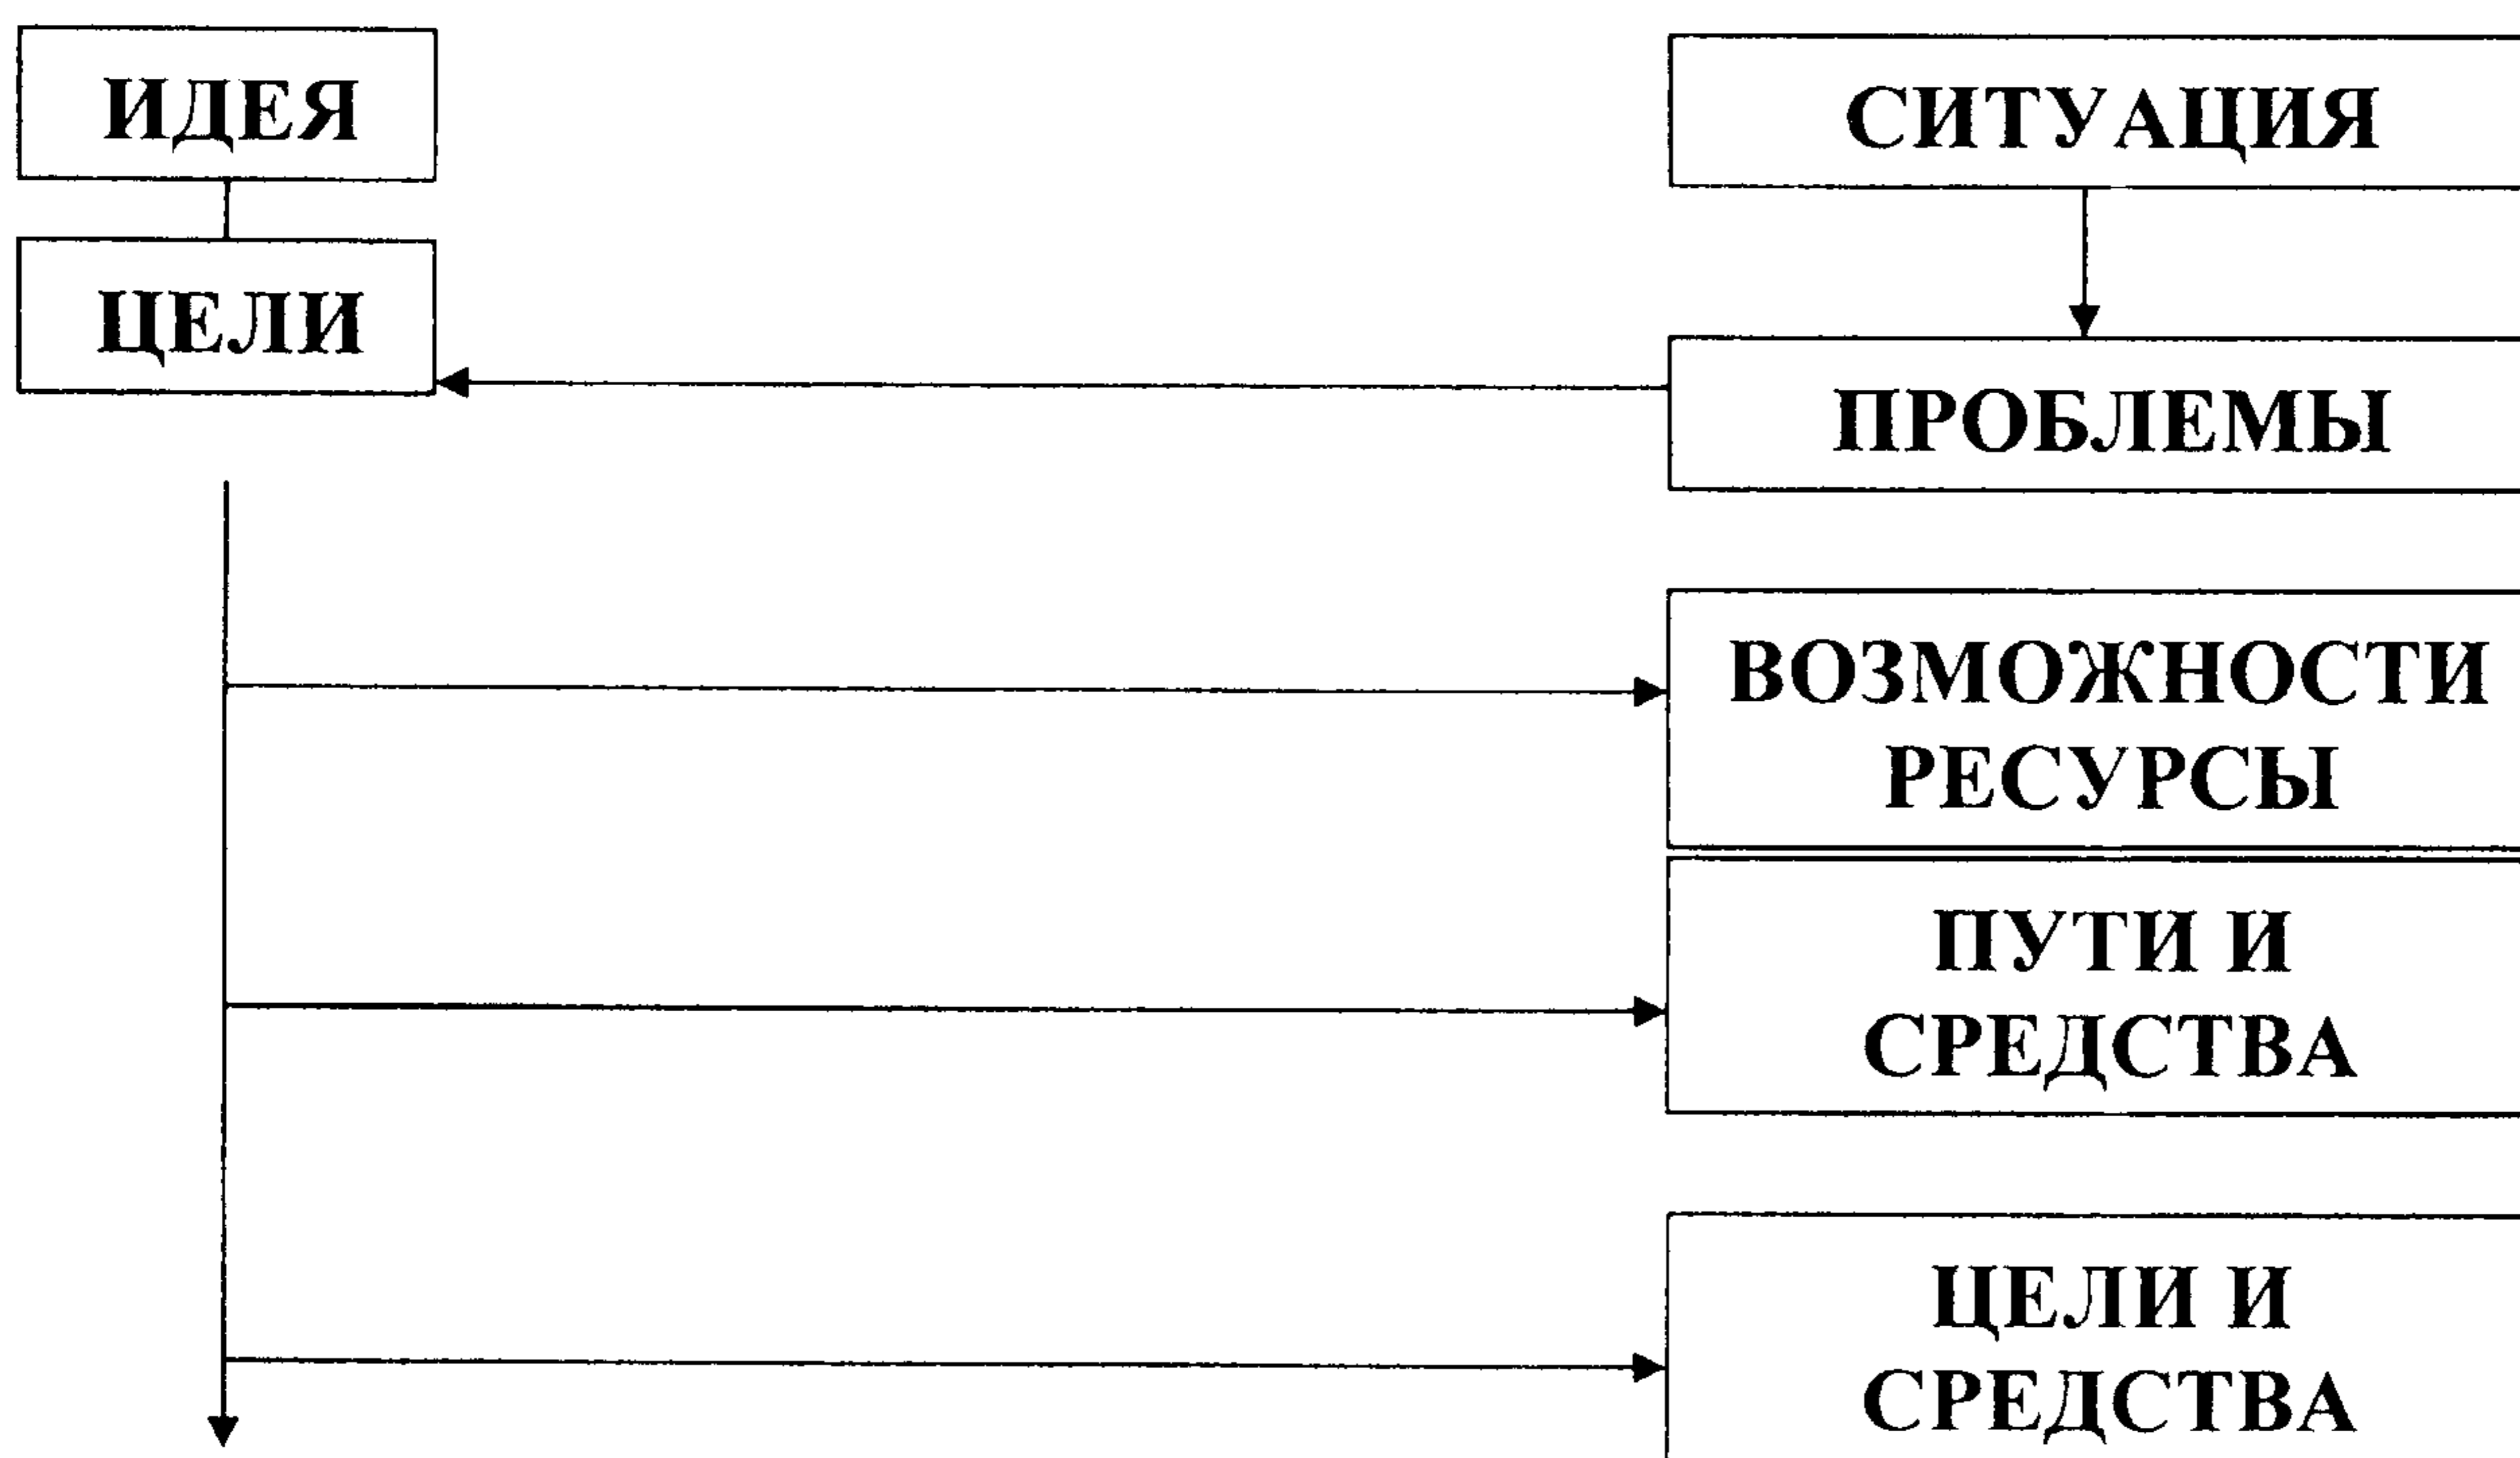 ИДЕЯ
СИТУАЦИЯ
ЦЕЛИ
ПРОБЛЕМЫ
ВОЗМОЖНОСТИ
РЕСУРСЫ
ПУТИ И
СРЕДСТВА
ЦЕЛИ И
СРЕДСТВА